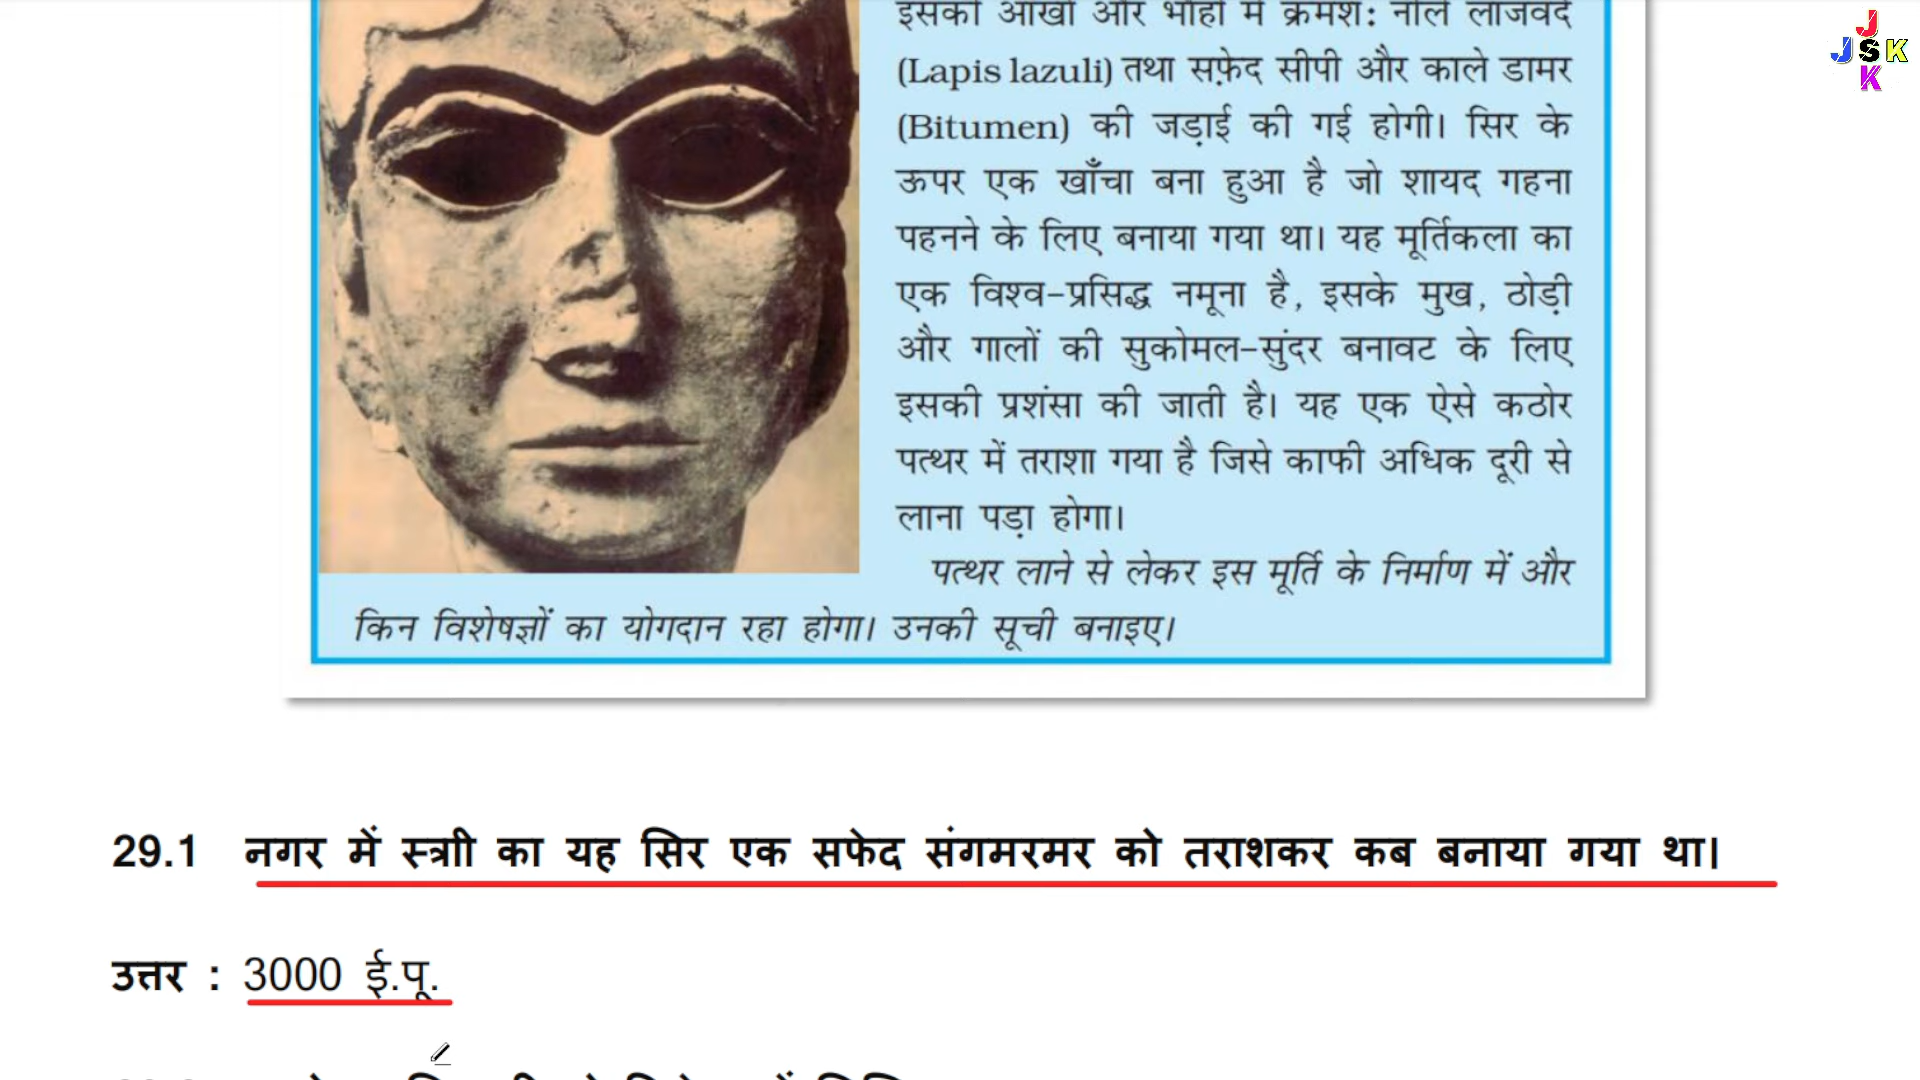 इसकी आँखों और भौंहों में क्रमश: नीले लाजवर्द
(Lapis lazuli) तथा सफ़ेद सीपी और काले डामर
(Bitumen) की जड़ाई की गई होगी। सिर के
ऊपर एक खाँचा बना हुआ है जो शायद गहना
पहनने के लिए बनाया गया था। यह मूर्तिकला का
एक विश्व-प्रसिद्ध नमूना है, इसके मुख, ठोड़ी
और गालों की सुकोमल-सुंदर बनावट के लिए
इसकी प्रशंसा की जाती है। यह एक ऐसे कठोर
पत्थर में तराशा गया है जिसे काफी अधिक दूरी से
लाना पड़ा होगा।
पत्थर लाने से लेकर इस मूर्ति के निर्माण में और
किन विशेषज्ञों का योगदान रहा होगा। उनकी सूची बनाइए।
29.1 नगर में स्त्राी का यह सिर एक सफेद संगमरमर को तराशकर कब बनाया गया था।
उत्तर : 3000 ई.पू.
J
J S K
K